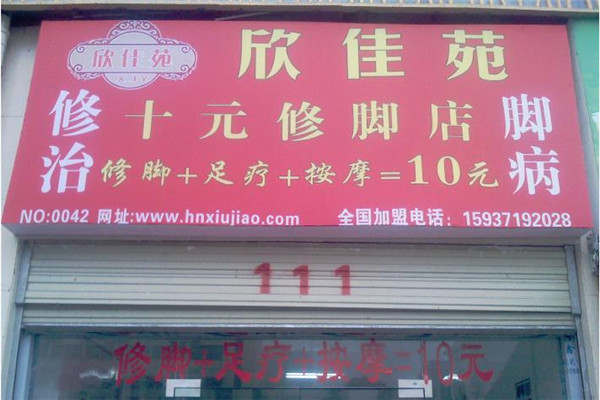 欣佳苑
X·J·Y
欣佳苑
修治
十元修脚店
脚病
修脚+足疗+按摩=10元
NO:0042 网址:www.hnxiujiao.com
全国加盟电话：15937192028
111
修脚+足疗+按摩=10元